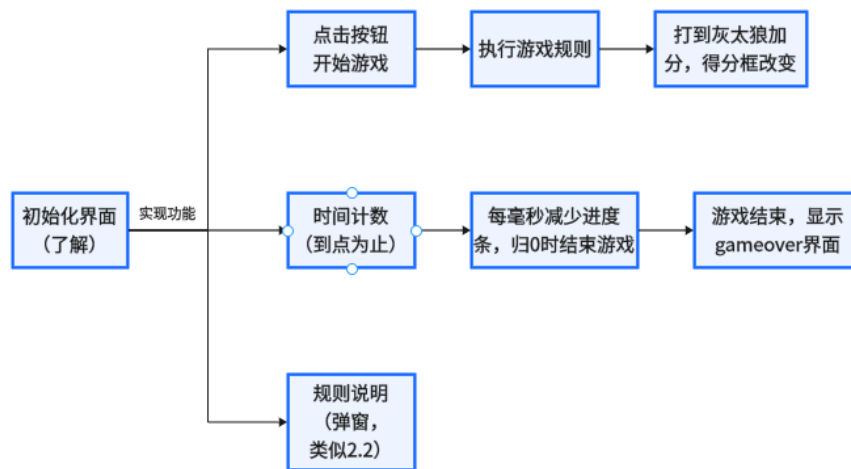 点击按钮
开始游戏
执行游戏规则
打到灰太狼加
分，得分框改变
初始化界面
（了解）
实现功能
时间计数
（到点为止）
每毫秒减少进度
条，归0时结束游戏
游戏结束，显示
gameover界面
规则说明
（弹窗，
类似2.2）